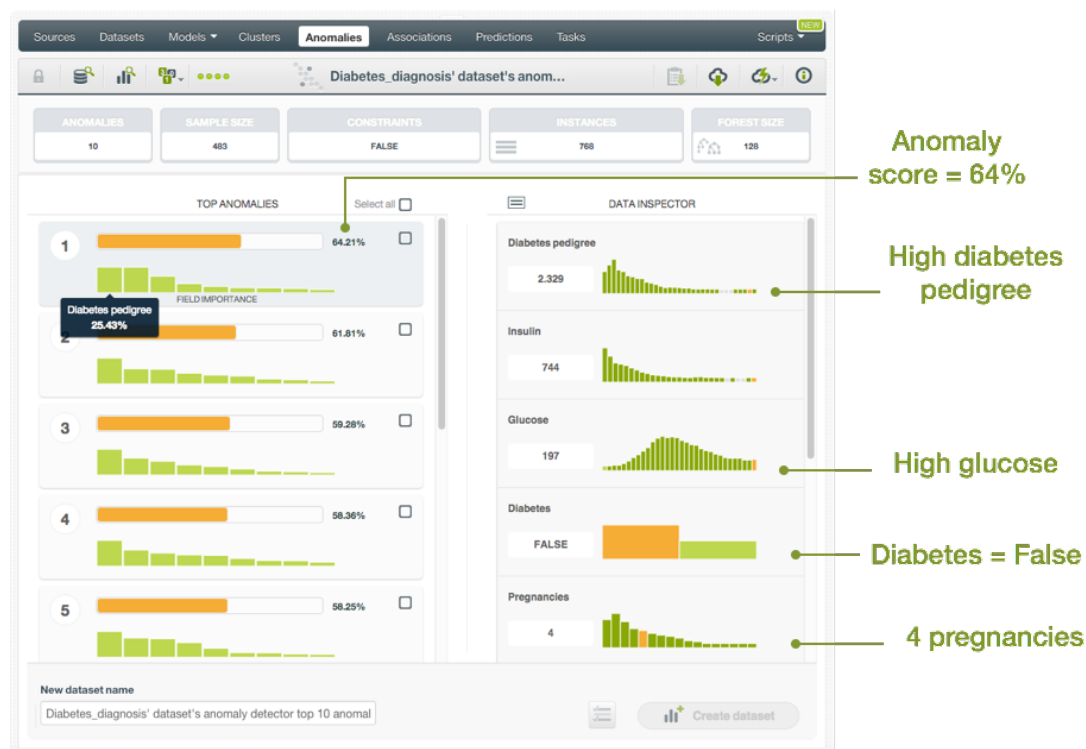 NEW
Sources Datasets Models Clusters Anomalies Associations Predictions Tasks Scripts
Diabetes_diagnosis' dataset's anom...
ANOMALIES SAMPLE SIZE CONSTRAINTS INSTANCES FOREST SIZE
10 483 FALSE 768 128
Anomaly
score = 64%
TOP ANOMALIES Select all DATA INSPECTOR
1 64.21%
FIELD IMPORTANCE
Diabetes pedigree
25.43%
2 61.81%
3 59.28%
4 58.36%
5 58.25%
Diabetes pedigree
2.329
High diabetes
pedigree
Insulin
744
Glucose
197
High glucose
Diabetes
FALSE
Diabetes = False
Pregnancies
4
4 pregnancies
New dataset name
Diabetes_diagnosis' dataset's anomaly detector top 10 anomal
Create dataset